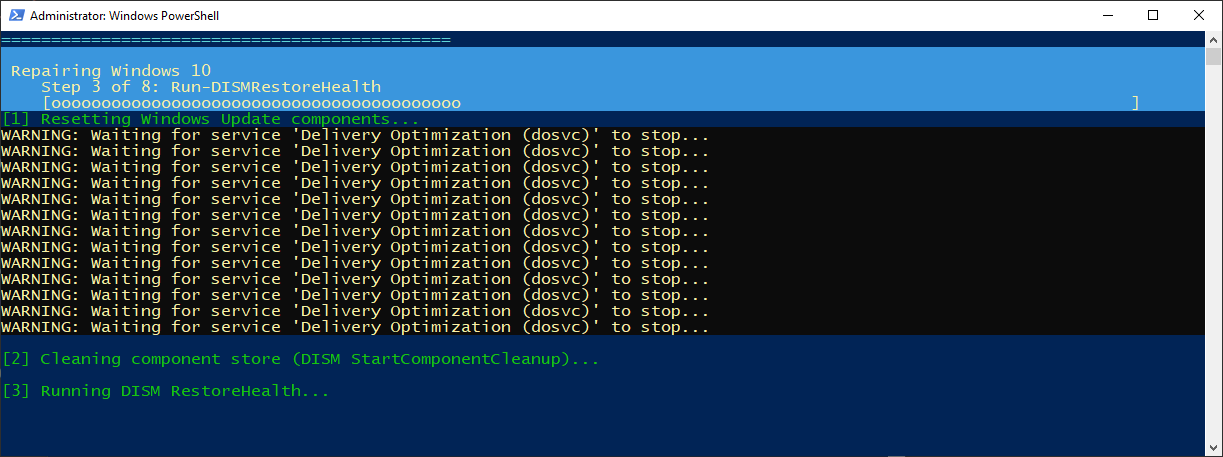 Administrator: Windows PowerShell
=============================================
Repairing Windows 10
Step 3 of 8: Run-DISMRestoreHealth
[ooooooooooooooooooooooooooooooooooooooooo ]
[1] Resetting Windows Update components...
WARNING: Waiting for service 'Delivery Optimization (dosvc)' to stop...
WARNING: Waiting for service 'Delivery Optimization (dosvc)' to stop...
WARNING: Waiting for service 'Delivery Optimization (dosvc)' to stop...
WARNING: Waiting for service 'Delivery Optimization (dosvc)' to stop...
WARNING: Waiting for service 'Delivery Optimization (dosvc)' to stop...
WARNING: Waiting for service 'Delivery Optimization (dosvc)' to stop...
WARNING: Waiting for service 'Delivery Optimization (dosvc)' to stop...
WARNING: Waiting for service 'Delivery Optimization (dosvc)' to stop...
WARNING: Waiting for service 'Delivery Optimization (dosvc)' to stop...
WARNING: Waiting for service 'Delivery Optimization (dosvc)' to stop...
WARNING: Waiting for service 'Delivery Optimization (dosvc)' to stop...
WARNING: Waiting for service 'Delivery Optimization (dosvc)' to stop...
WARNING: Waiting for service 'Delivery Optimization (dosvc)' to stop...
[2] Cleaning component store (DISM StartComponentCleanup)...
[3] Running DISM RestoreHealth...